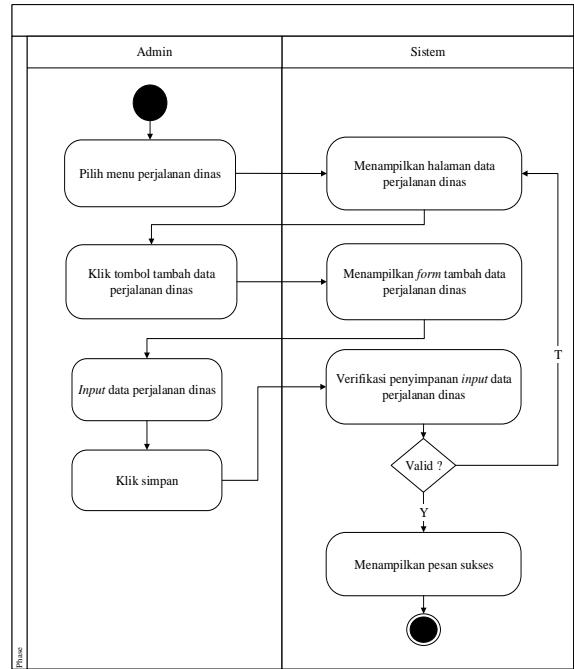 Admin
Sistem
Pilih menu perjalanan dinas
Menampilkan halaman data
perjalanan dinas
Klik tombol tambah data
perjalanan dinas
Menampilkan form tambah data
perjalanan dinas
Input data perjalanan dinas
Verifikasi penyimpanan input data
perjalanan dinas
T
Klik simpan
Valid ?
Y
Menampilkan pesan sukses
Phase